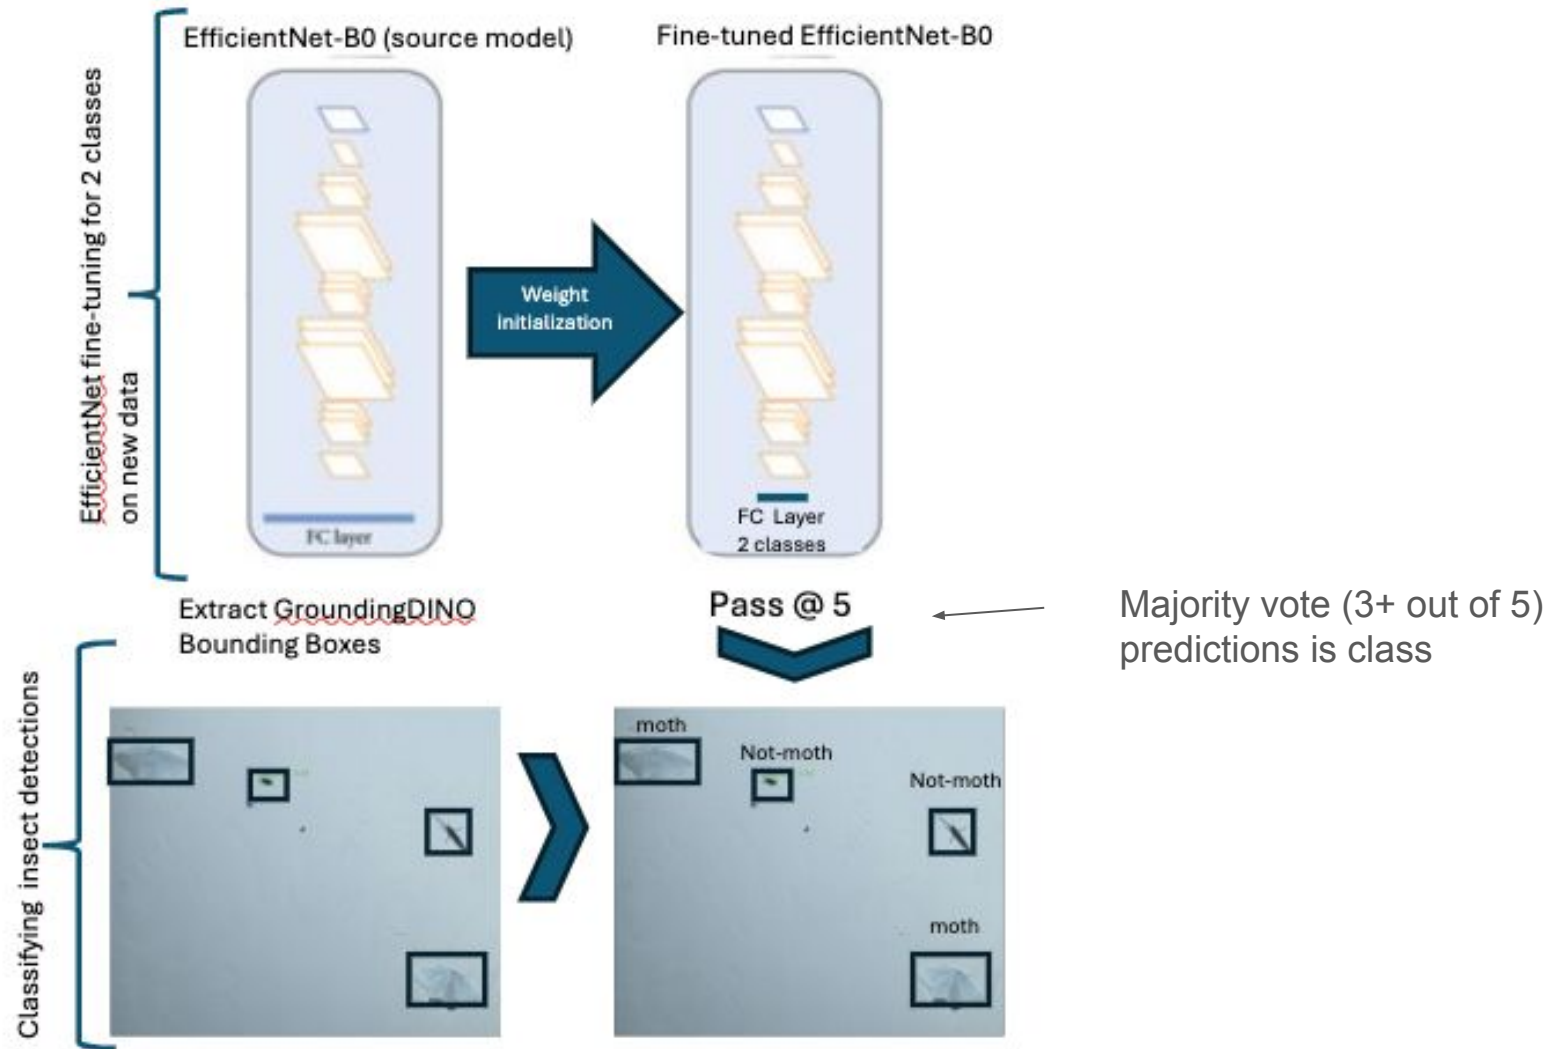 EfficientNet-B0 (source model)
Fine-tuned EfficientNet-B0
EfficientNet fine-tuning for 2 classes
on new data
Weight
initialization
FC layer
FC Layer
2 classes
Extract GroundingDINO
Bounding Boxes
Pass @ 5
Majority vote (3+ out of 5)
predictions is class
Classifying insect detections
moth
Not-moth
Not-moth
moth